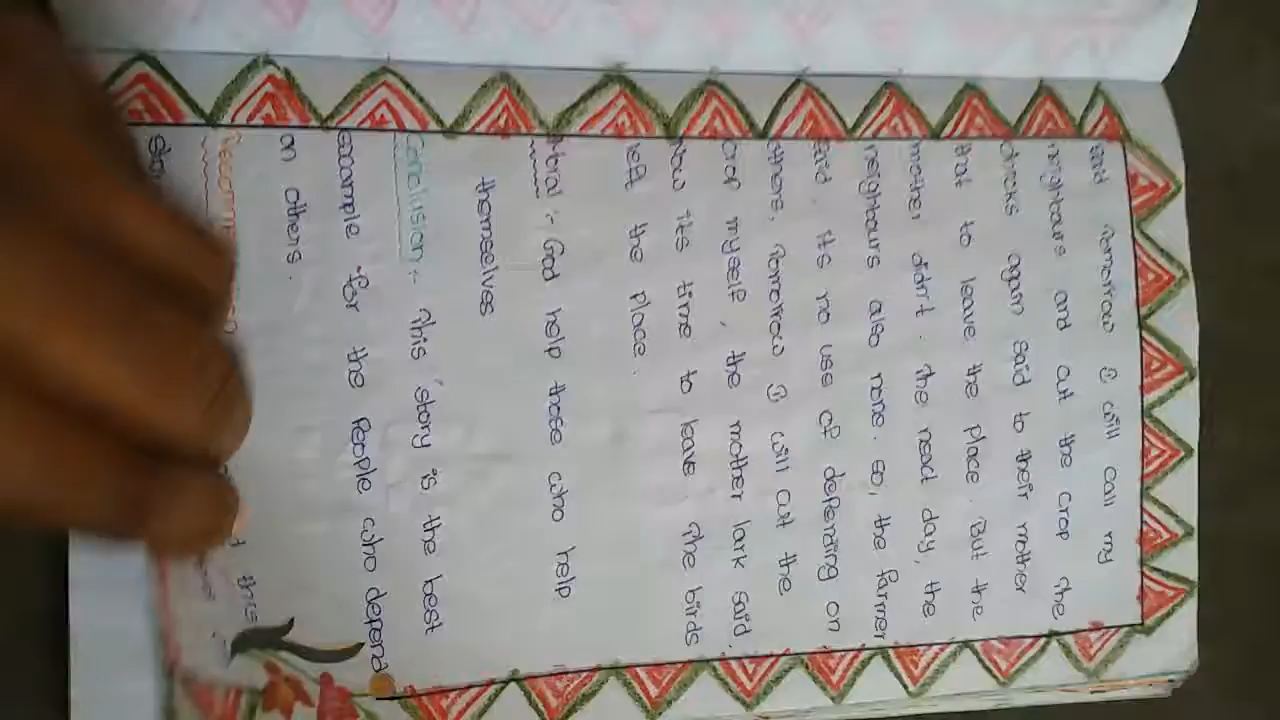 said Tomorrow I will call my
neighbours and cut the crop The
chicks again said to their mother
that to leave the place. But the
mother didn't. The next day, the
neighbours also none. so, the farmer
said. its no use of depending on
others. Tomorrow I will cut the
crop myself, the mother lark said.
Now its time to leave. The birds
left the place.
Moral :- God help those who help
themselves
Conclusion :- This story is the best
example for the People who depend
on others.
this